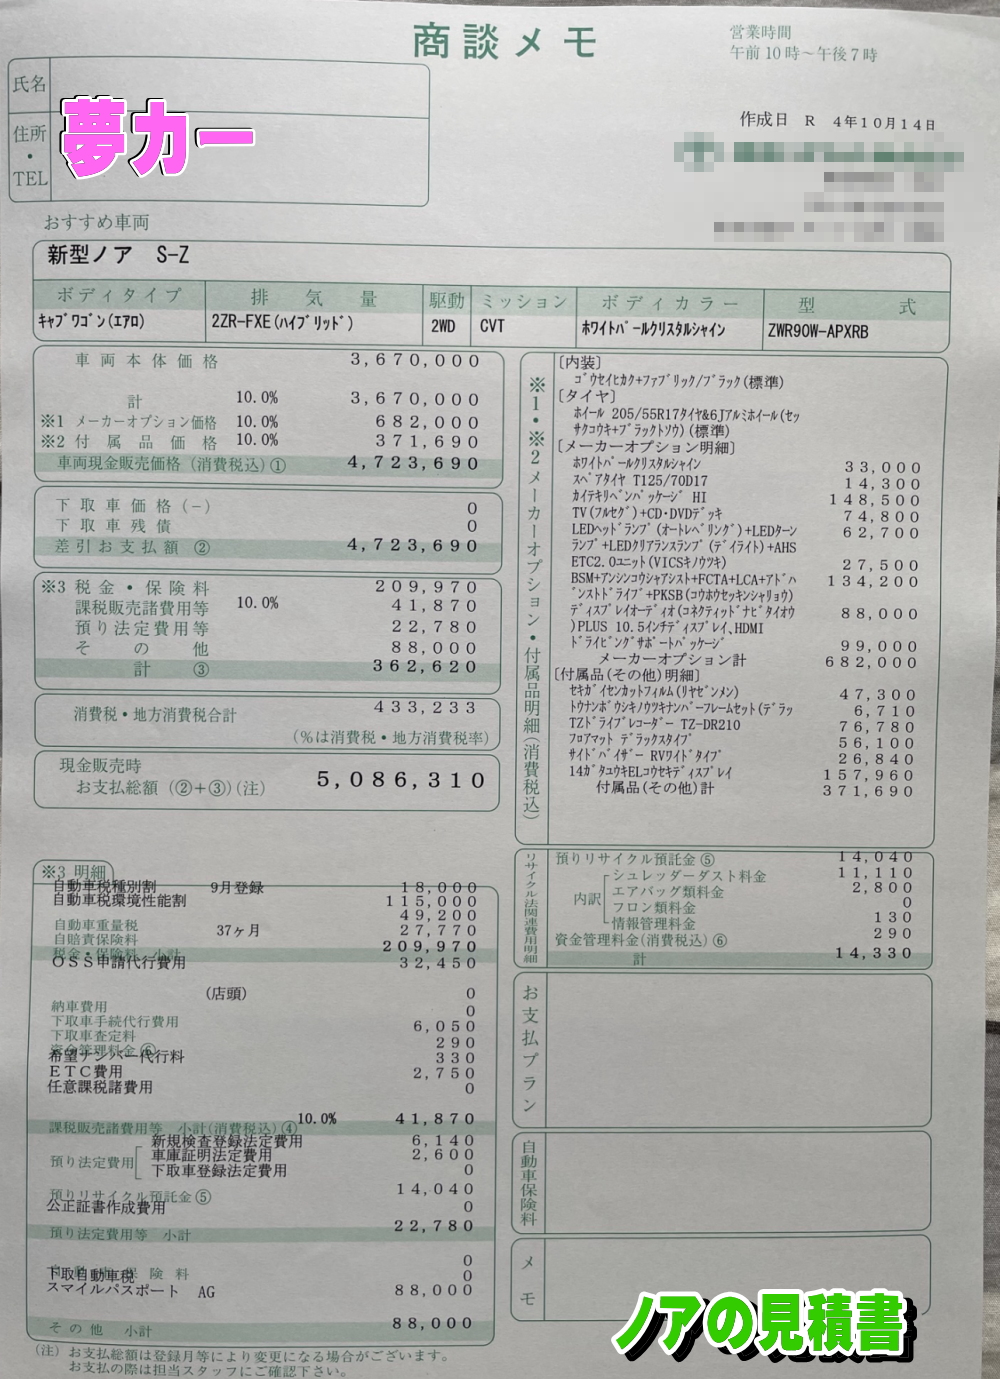 商談メモ
営業時間
午前10時～午後7時
氏名
住所
・
TEL
夢カー
作成日 R 4年10月14日
おすすめ車両
新型ノア S-Z
ボディタイプ 排気量 駆動 ミッション ボディカラー 型式
ｷｬﾌﾞﾜｺﾞﾝ(ｴｱﾛ) 2ZR-FXE(ﾊｲﾌﾞﾘｯﾄﾞ) 2WD CVT ﾎﾜｲﾄﾊﾟｰﾙｸﾘｽﾀﾙｼｬｲﾝ ZWR90W-APXRB
車両本体価格 3,670,000
計 10.0% 3,670,000
※1 メーカーオプション価格 10.0% 682,000
※2 付属品価格 10.0% 371,690
車両現金販売価格(消費税込)① 4,723,690
下取車価格(－) 0
下取車残債 0
差引お支払額 ② 4,723,690
※3 税金・保険料 209,970
課税販売諸費用等 10.0% 41,870
預り法定費用等 22,780
その他 88,000
計 ③ 362,620
消費税・地方消費税合計 433,233
(%は消費税・地方消費税率)
現金販売時
お支払総額(②+③)(注) 5,086,310
※3 明細
自動車税種別割 9月登録 18,000
自動車税環境性能割 115,000
自動車重量税 49,200
自賠責保険料 37ヶ月 27,770
税金・保険料 小計 209,970
OSS申請代行費用 32,450
(店頭) 0
納車費用 0
下取車手続代行費用 6,050
下取車査定料 290
資金管理料金⑥
希望ナンバー代行料 330
ETC費用 2,750
任意課税諸費用 0
課税販売諸費用等 小計(消費税込)④ 10.0% 41,870
預り法定費用
新規検査登録法定費用 6,140
車庫証明法定費用 2,600
下取車登録法定費用 0
預りリサイクル預託金⑤ 14,040
公正証書作成費用 0
預り法定費用等 小計 22,780
自動車保険料 0
下取自動車税 0
スマイルパスポート AG 88,000
その他 小計 88,000
(注) お支払総額は登録月等により変更になる場合がございます。
お支払の際は担当スタッフにご確認下さい。
※1・※2メーカーオプション・付属品明細(消費税込)
[内装]
ｺﾞｳｾｲﾋｶｸ+ﾌｧﾌﾞﾘｯｸ/ﾌﾞﾗｯｸ(標準)
[タイヤ]
ﾎｲｰﾙ 205/55R17ﾀｲﾔ&6Jｱﾙﾐﾎｲｰﾙ(ｾｯ
ｻｸｺｳｷ+ﾌﾞﾗｯｸﾄｿｳ)(標準)
[メーカーオプション明細]
ﾎﾜｲﾄﾊﾟｰﾙｸﾘｽﾀﾙｼｬｲﾝ 33,000
ｽﾍﾟｱﾀｲﾔ T125/70D17 14,300
ｶｲﾃｷﾘﾍﾞﾝﾊﾟｯｹｰｼﾞ HI 148,500
TV(ﾌﾙｾｸﾞ)+CD･DVDﾃﾞｯｷ 74,800
LEDﾍｯﾄﾞﾗﾝﾌﾟ(ｵｰﾄﾚﾍﾞﾘﾝｸﾞ)+LEDﾀｰﾝ 62,700
ﾗﾝﾌﾟ+LEDｸﾘｱﾗﾝｽﾗﾝﾌﾟ(ﾃﾞｲﾗｲﾄ)+AHS
ETC2.0ﾕﾆｯﾄ(VICSｷﾉｳﾂｷ) 27,500
BSM+ｱﾝｼﾝｺｳｼｬｱｼｽﾄ+FCTA+LCA+ｱﾄﾞﾊ 134,200
ﾞﾝｽﾄﾄﾞﾗｲﾌﾞ+PKSB(ｺｳﾎｳｾｯｷﾝｼｬﾘｮｳ)
ﾃﾞｨｽﾌﾟﾚｲｵｰﾃﾞｨｵ(ｺﾈｸﾃｨｯﾄﾞﾅﾋﾞﾀｲｵｳ 88,000
)PLUS 10.5ｲﾝﾁﾃﾞｨｽﾌﾟﾚｲ､HDMI
ﾄﾞﾗｲﾋﾞﾝｸﾞｻﾎﾟｰﾄﾊﾟｯｹｰｼﾞ 99,000
メーカーオプション計 682,000
[付属品(その他)明細]
ｾｷｶﾞｲｾﾝｶｯﾄﾌｨﾙﾑ(ﾘﾔｾﾞﾝﾒﾝ) 47,300
ﾄｳﾅﾝﾎﾞｳｼｷﾉｳﾂｷﾅﾝﾊﾞｰﾌﾚｰﾑｾｯﾄ(ﾃﾞﾗｯ 6,710
TZﾄﾞﾗｲﾌﾞﾚｺｰﾀﾞｰ TZ-DR210 76,780
ﾌﾛｱﾏｯﾄ ﾃﾞﾗｯｸｽﾀｲﾌﾟ 56,100
ｻｲﾄﾞﾊﾞｲｻﾞｰ RVﾜｲﾄﾞﾀｲﾌﾟ 26,840
14ｶﾞﾀﾕｳｷELｺｳｾｷﾃﾞｨｽﾌﾟﾚｲ 157,960
付属品(その他)計 371,690
リサイクル法関連費用明細
預りリサイクル預託金⑤ 14,040
内訳
シュレッダーダスト料金 11,110
エアバッグ類料金 2,800
フロン類料金 0
情報管理料金 130
資金管理料金(消費税込)⑥ 290
計 14,330
お支払プラン
自動車保険料
メモ
ノアの見積書